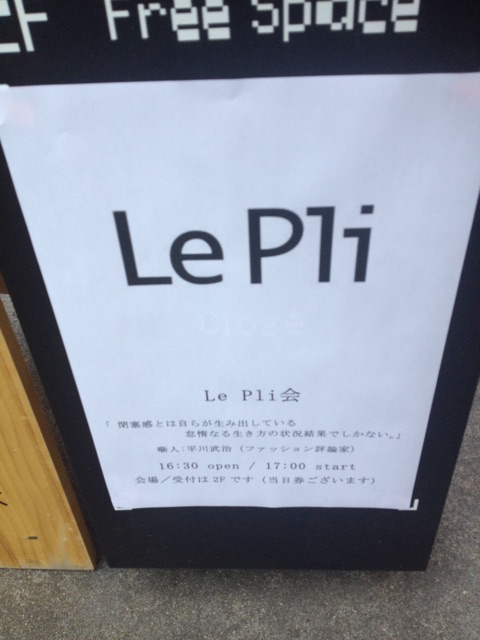 2F Free Space
Le Pli
Close
Le Pli会
「 閉塞感とは自らが生み出している
怠惰なる生き方の状況結果でしかない。」
噺人:平川武治（ファッション評論家）
16:30 open / 17:00 start
会場／受付は2Fです（当日券ございます）